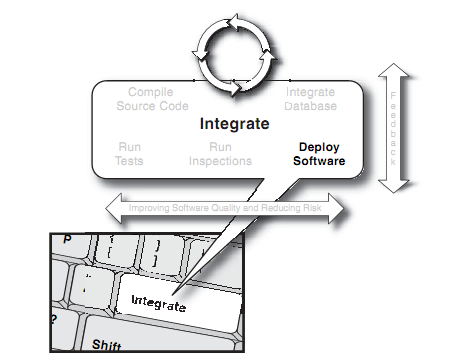 Compile
Source Code
Integrate
Database
Integrate
Run
Tests
Run
Inspections
Deploy
Software
Feedback
Improving Software Quality and Reducing Risk
P
{
[
}
]
"
'
Integrate
?
Shift